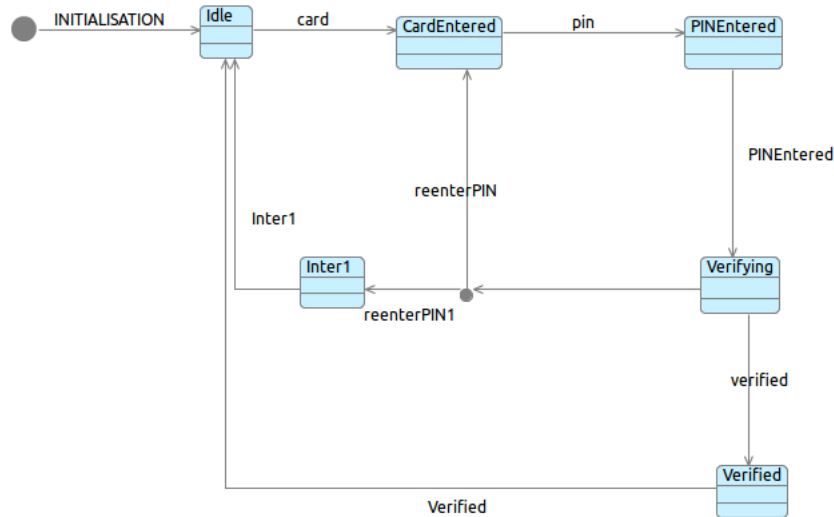 INITIALISATION
Idle
card
CardEntered
pin
PINEntered
PINEntered
reenterPIN
Inter1
Inter1
Verifying
reenterPIN1
verified
Verified
Verified